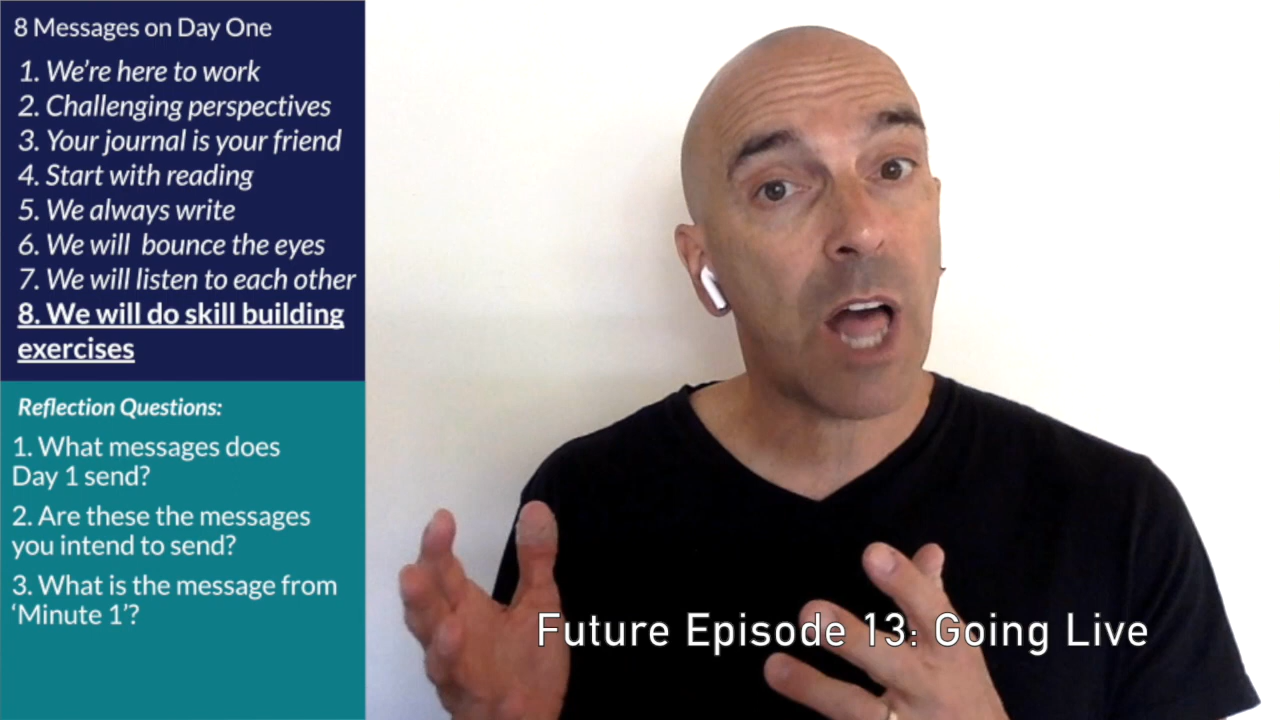 8 Messages on Day One
1. We're here to work
2. Challenging perspectives
3. Your journal is your friend
4. Start with reading
5. We always write
6. We will bounce the eyes
7. We will listen to each other
8. We will do skill building
exercises
Reflection Questions:
1. What messages does
Day 1 send?
2. Are these the messages
you intend to send?
3. What is the message from
‘Minute 1’?
Future Episode 13: Going Live